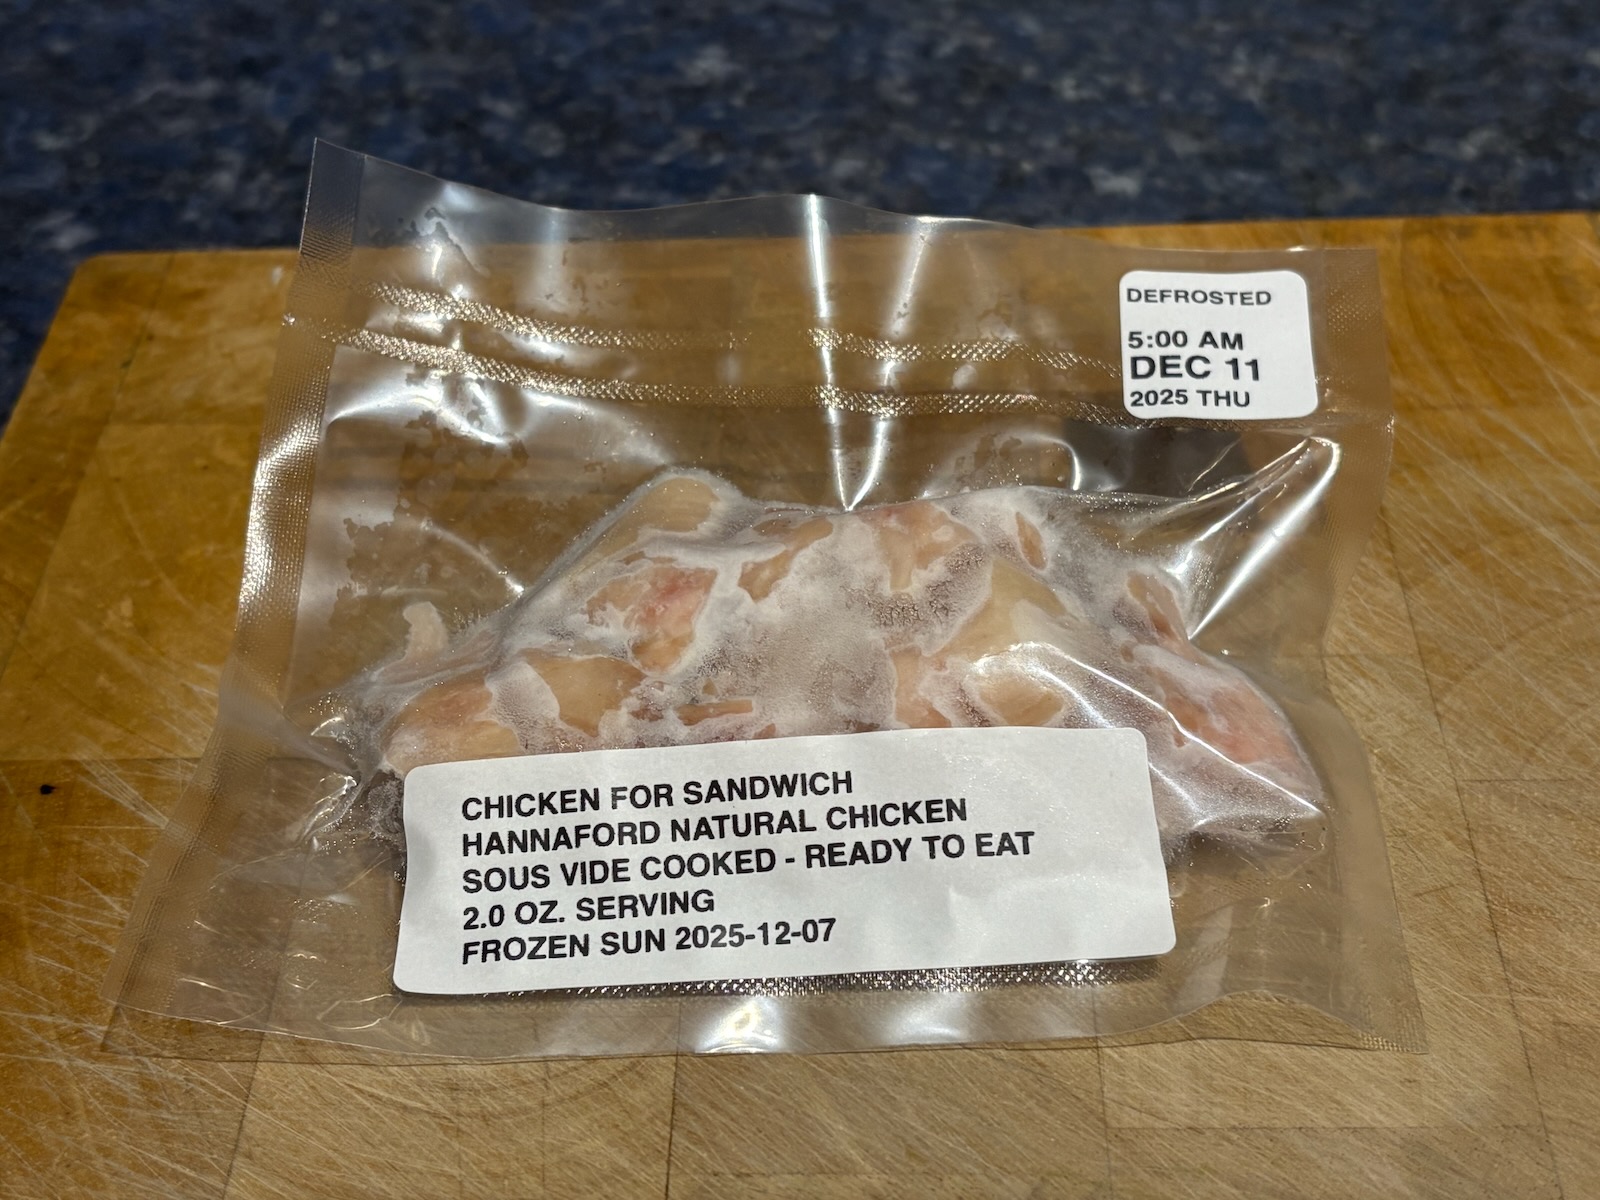 DEFROSTED
5:00 AM
DEC 11
2025 THU
CHICKEN FOR SANDWICH
HANNAFORD NATURAL CHICKEN
SOUS VIDE COOKED - READY TO EAT
2.0 OZ. SERVING
FROZEN SUN 2025-12-07